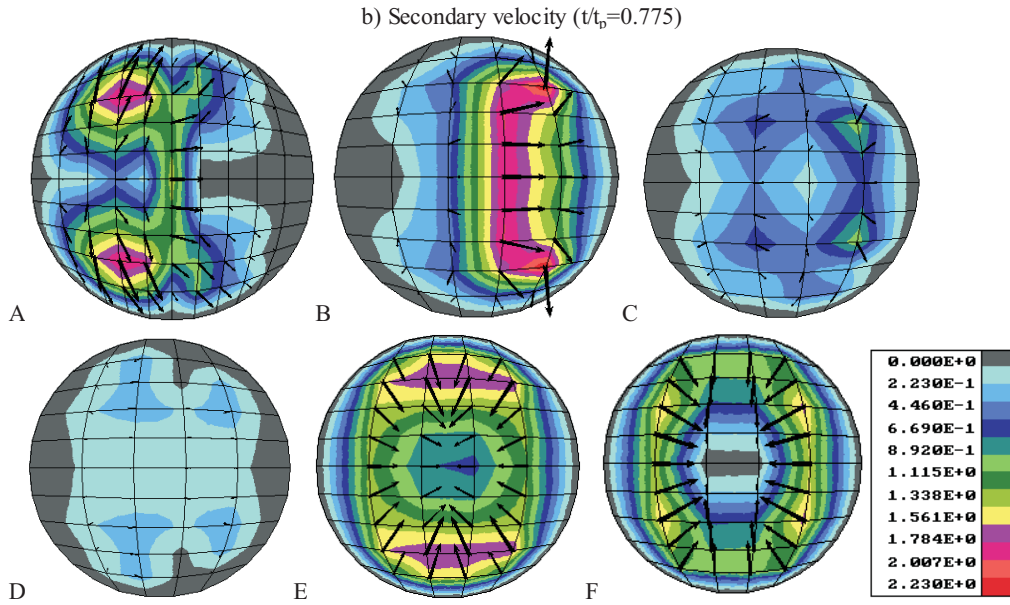 b) Secondary velocity (t/tp=0.775)
A
B
C
D
E
F
0.000E+0
2.230E-1
4.460E-1
6.690E-1
8.920E-1
1.115E+0
1.338E+0
1.561E+0
1.784E+0
2.007E+0
2.230E+0